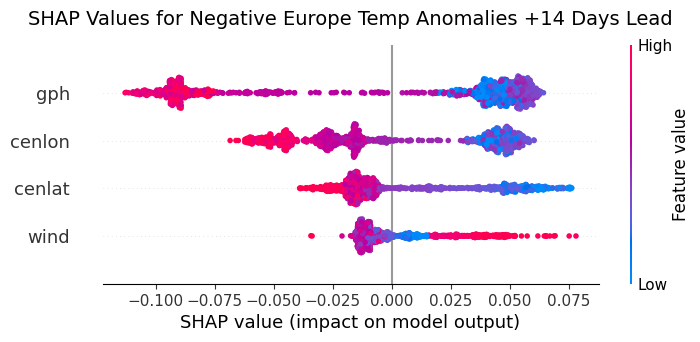 SHAP Values for Negative Europe Temp Anomalies +14 Days Lead
High
gph
cenlon
cenlat
wind
Feature value
Low
−0.100 −0.075 −0.050 −0.025 0.000 0.025 0.050 0.075
SHAP value (impact on model output)